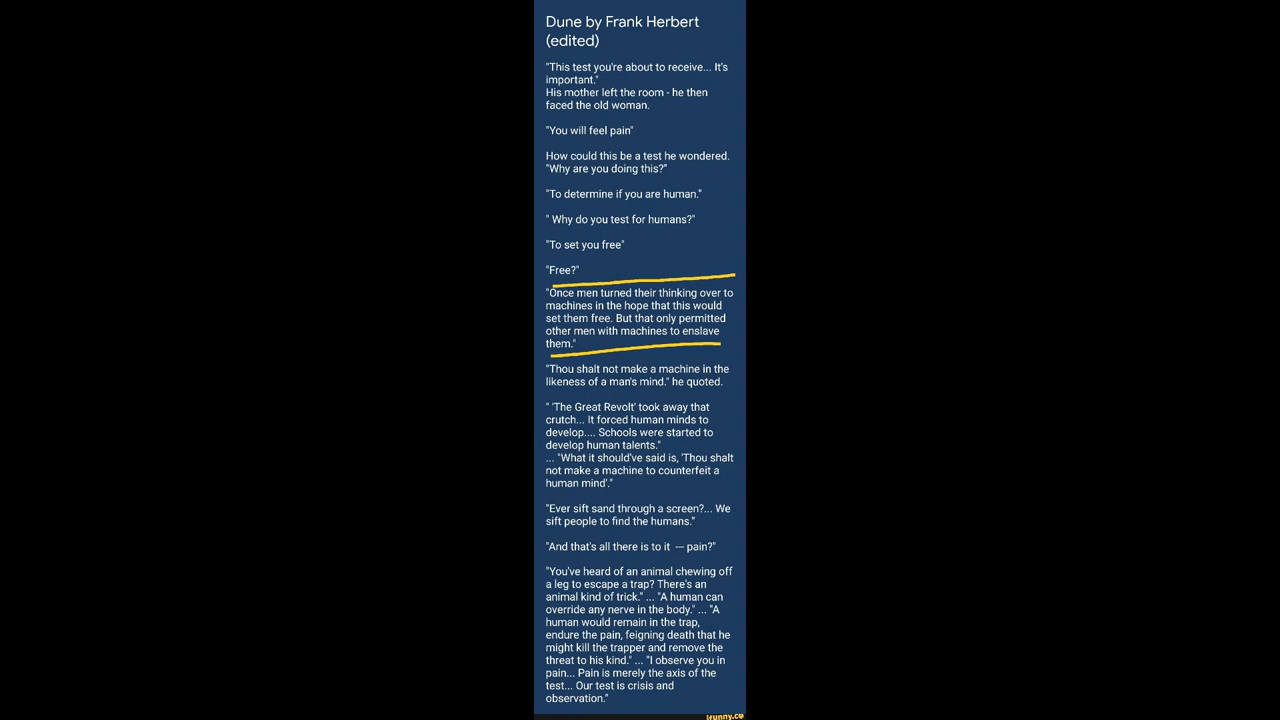 Dune by Frank Herbert
(edited)
"This test you're about to receive... It's
important."
His mother left the room - he then
faced the old woman.
"You will feel pain"
How could this be a test he wondered.
"Why are you doing this?"
"To determine if you are human."
" Why do you test for humans?"
"To set you free"
"Free?"
"Once men turned their thinking over to
machines in the hope that this would
set them free. But that only permitted
other men with machines to enslave
them."
"Thou shalt not make a machine in the
likeness of a man's mind." he quoted.
" 'The Great Revolt' took away that
crutch... It forced human minds to
develop.... Schools were started to
develop human talents."
... "What it should've said is, 'Thou shalt
not make a machine to counterfeit a
human mind'."
"Ever sift sand through a screen?... We
sift people to find the humans."
"And that's all there is to it --- pain?"
"You've heard of an animal chewing off
a leg to escape a trap? There's an
animal kind of trick." ... "A human can
override any nerve in the body." ... "A
human would remain in the trap,
endure the pain, feigning death that he
might kill the trapper and remove the
threat to his kind." ... "I observe you in
pain... Pain is merely the axis of the
test... Our test is crisis and
observation."
ifunny.co